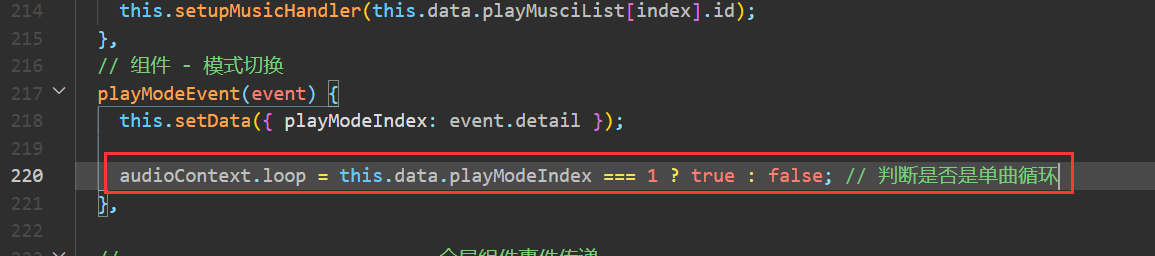 214 this.setupMusicHandler(this.data.playMusciList[index].id);
215 },
216 // 组件 - 模式切换
217 playModeEvent(event) {
218 this.setData({ playModeIndex: event.detail });
219
220 audioContext.loop = this.data.playModeIndex === 1 ? true : false; // 判断是否是单曲循环
221 },
222